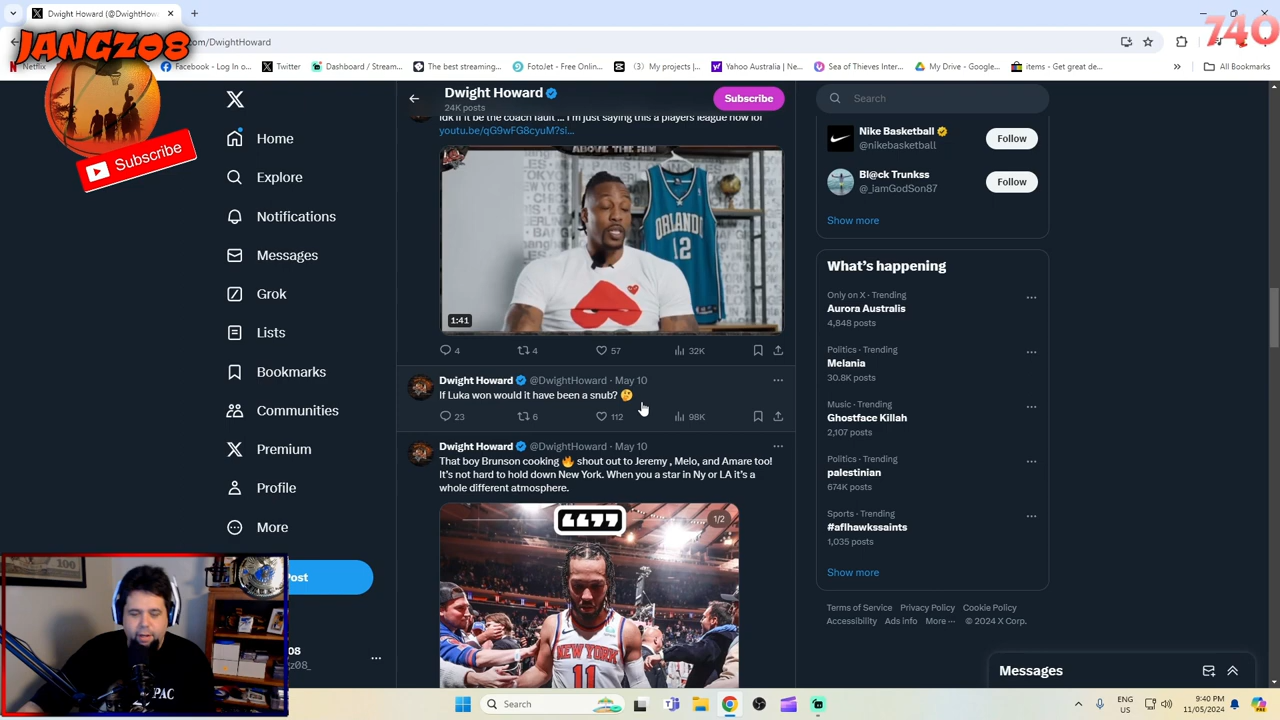 Dwight Howard (@DwightHow
740
JANGZ08
Subscribe
.com/DwightHoward
Netflix
Facebook - Log In o...
Twitter
Dashboard / Stream...
The best streaming...
FotoJet - Free Onlin...
(3) My projects |...
Yahoo Australia | Ne...
Sea of Thieves Inter...
My Drive - Google...
items - Get great de...
All Bookmarks
Home
Explore
Notifications
Messages
Grok
Lists
Bookmarks
Communities
Premium
Profile
More
Post
08
z08_
Dwight Howard
24K posts
Subscribe
idk if it be the coach fault ... I'm just saying this a players league now lol
youtu.be/qG9wFG8cyuM?si...
ORLANDO
12
1:41
4
4
57
32K
Dwight Howard @DwightHoward · May 10
If Luka won would it have been a snub? 🤔
23
6
112
98K
Dwight Howard @DwightHoward · May 10
That boy Brunson cooking 🔥 shout out to Jeremy , Melo, and Amare too!
It's not hard to hold down New York. When you a star in Ny or LA it's a
whole different atmosphere.
1/2
NEW YORK
11
Search
Nike Basketball
@nikebasketball
Follow
Bl@ck Trunkss
@_iamGodSon87
Follow
Show more
What's happening
Only on X · Trending
Aurora Australis
4,848 posts
Politics · Trending
Melania
30.8K posts
Music · Trending
Ghostface Killah
2,107 posts
palestinian
674K posts
Sports · Trending
#aflhawkssaints
1,035 posts
Show more
Terms of Service Privacy Policy Cookie Policy
Accessibility Ads info More ··· © 2024 X Corp.
Messages
Search
ENG
US
9:40 PM
11/05/2024